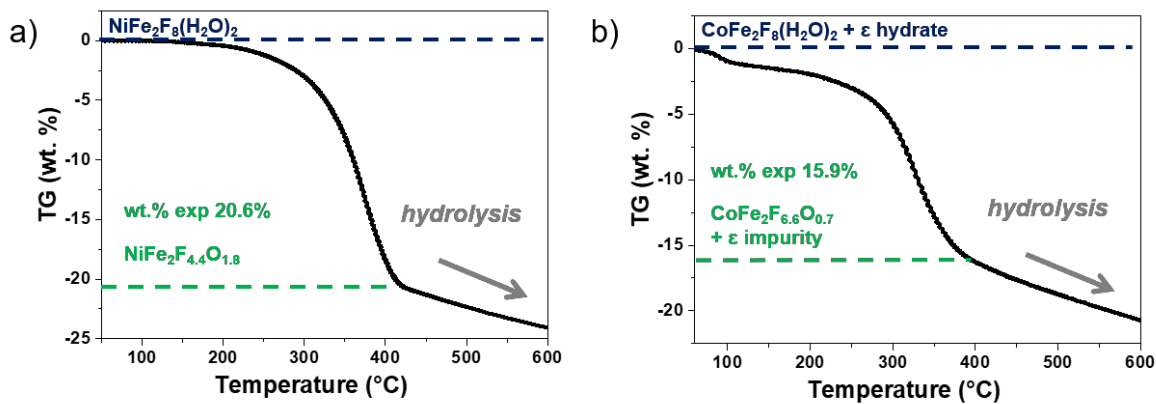 a)
NiFe₂F₈(H₂O)₂
0
-5
-10
-15
-20
-25
TG (wt. %)
wt.% exp 20.6%
NiFe₂F₄.₄O₁.₈
hydrolysis
100 200 300 400 500 600
Temperature (°C)
b)
CoFe₂F₈(H₂O)₂ + ε hydrate
0
-5
-10
-15
-20
TG (wt. %)
wt.% exp 15.9%
CoFe₂F₆.₆O₀.₇
+ ε impurity
hydrolysis
100 200 300 400 500 600
Temperature (°C)